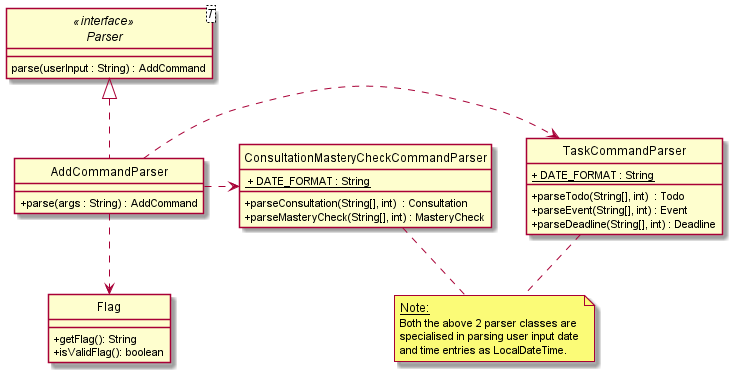 T
«interface»
Parser
parse(userInput : String) : AddCommand
AddCommandParser
+parse(args : String) : AddCommand
ConsultationMasteryCheckCommandParser
+ DATE_FORMAT : String
+parseConsultation(String[], int) : Consultation
+parseMasteryCheck(String[], int) : MasteryCheck
TaskCommandParser
+ DATE_FORMAT : String
+parseTodo(String[], int) : Todo
+parseEvent(String[], int) : Event
+parseDeadline(String[], int) : Deadline
Flag
+getFlag(): String
+isValidFlag(): boolean
Note:
Both the above 2 parser classes are
specialised in parsing user input date
and time entries as LocalDateTime.